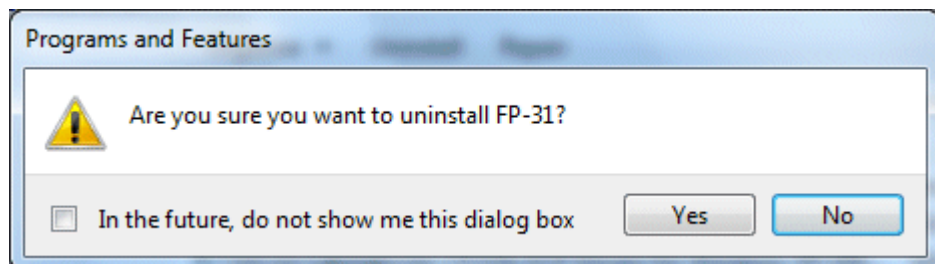 Programs and Features
Are you sure you want to uninstall FP-31?
In the future, do not show me this dialog box
Yes
No